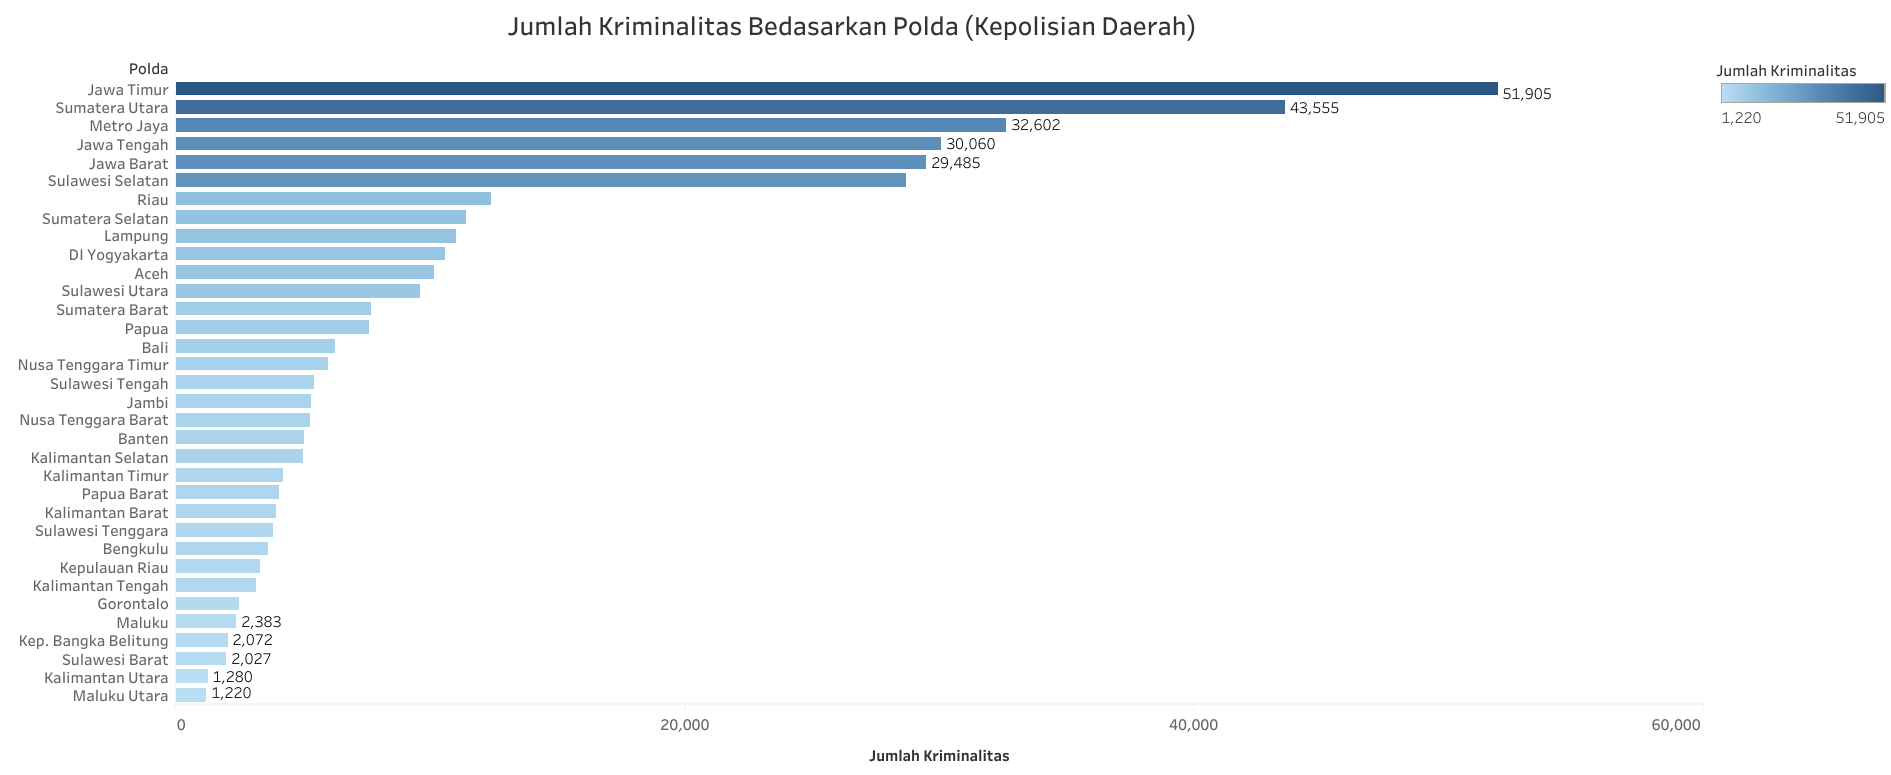 Jumlah Kriminalitas Bedasarkan Polda (Kepolisian Daerah)
Polda
Jawa Timur 51,905
Sumatera Utara 43,555
Metro Jaya 32,602
Jawa Tengah 30,060
Jawa Barat 29,485
Sulawesi Selatan
Riau
Sumatera Selatan
Lampung
DI Yogyakarta
Aceh
Sulawesi Utara
Sumatera Barat
Papua
Bali
Nusa Tenggara Timur
Sulawesi Tengah
Jambi
Nusa Tenggara Barat
Banten
Kalimantan Selatan
Kalimantan Timur
Papua Barat
Kalimantan Barat
Sulawesi Tenggara
Bengkulu
Kepulauan Riau
Kalimantan Tengah
Gorontalo
Maluku 2,383
Kep. Bangka Belitung 2,072
Sulawesi Barat 2,027
Kalimantan Utara 1,280
Maluku Utara 1,220
0 20,000 40,000 60,000
Jumlah Kriminalitas
Jumlah Kriminalitas
1,220 51,905